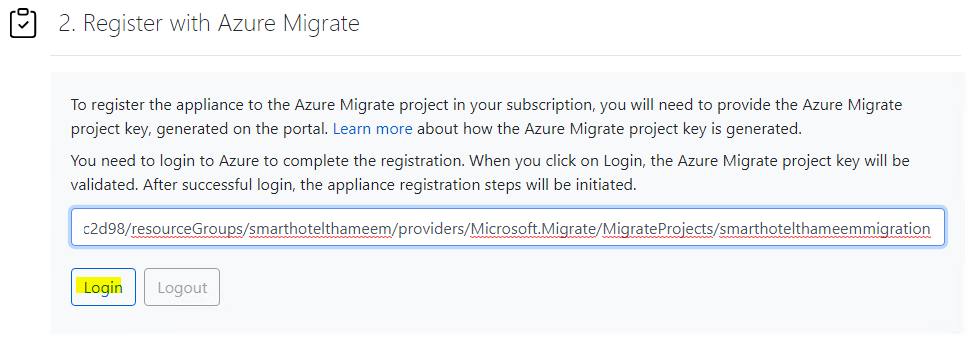 2. Register with Azure Migrate
To register the appliance to the Azure Migrate project in your subscription, you will need to provide the Azure Migrate
project key, generated on the portal. Learn more about how the Azure Migrate project key is generated.
You need to login to Azure to complete the registration. When you click on Login, the Azure Migrate project key will be
validated. After successful login, the appliance registration steps will be initiated.
c2d98/resourceGroups/smarthotelthameem/providers/Microsoft.Migrate/MigrateProjects/smarthotelthameemmigration
Login Logout